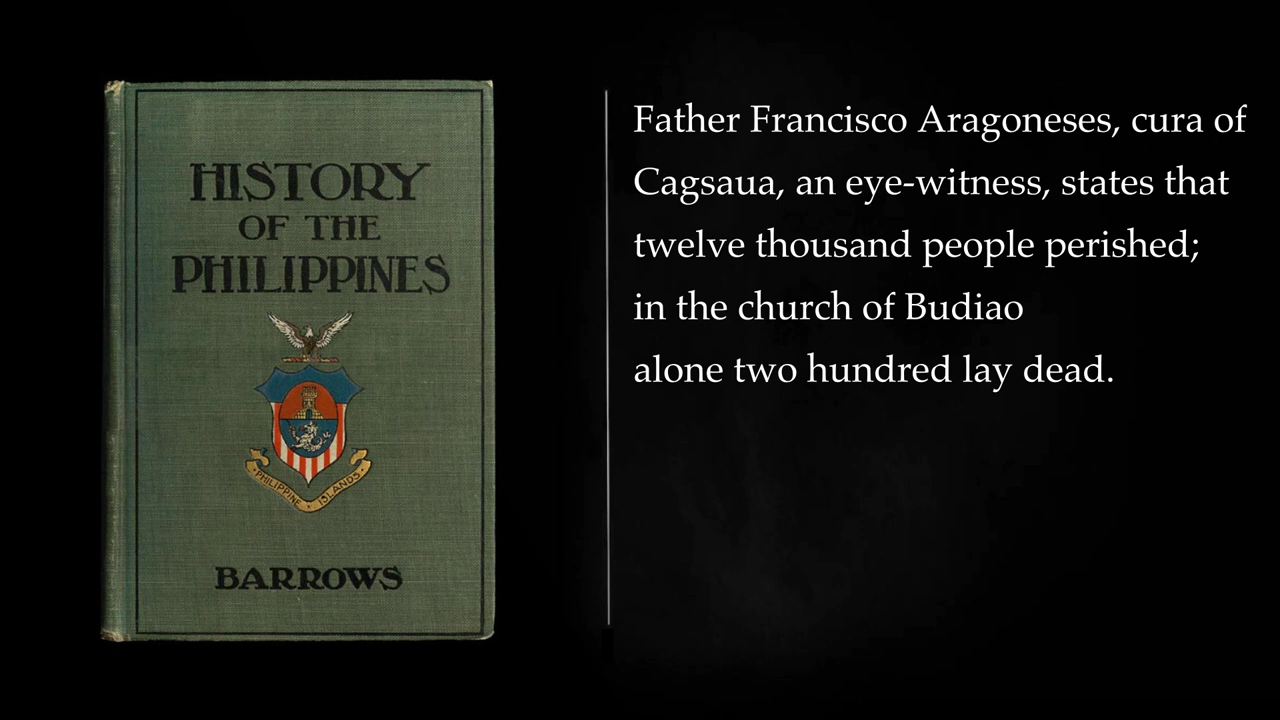 HISTORY
OF THE
PHILIPPINES
PHILIPPINE ISLANDS
BARROWS
Father Francisco Aragoneses, cura of
Cagsaua, an eye-witness, states that
twelve thousand people perished;
in the church of Budiao
alone two hundred lay dead.